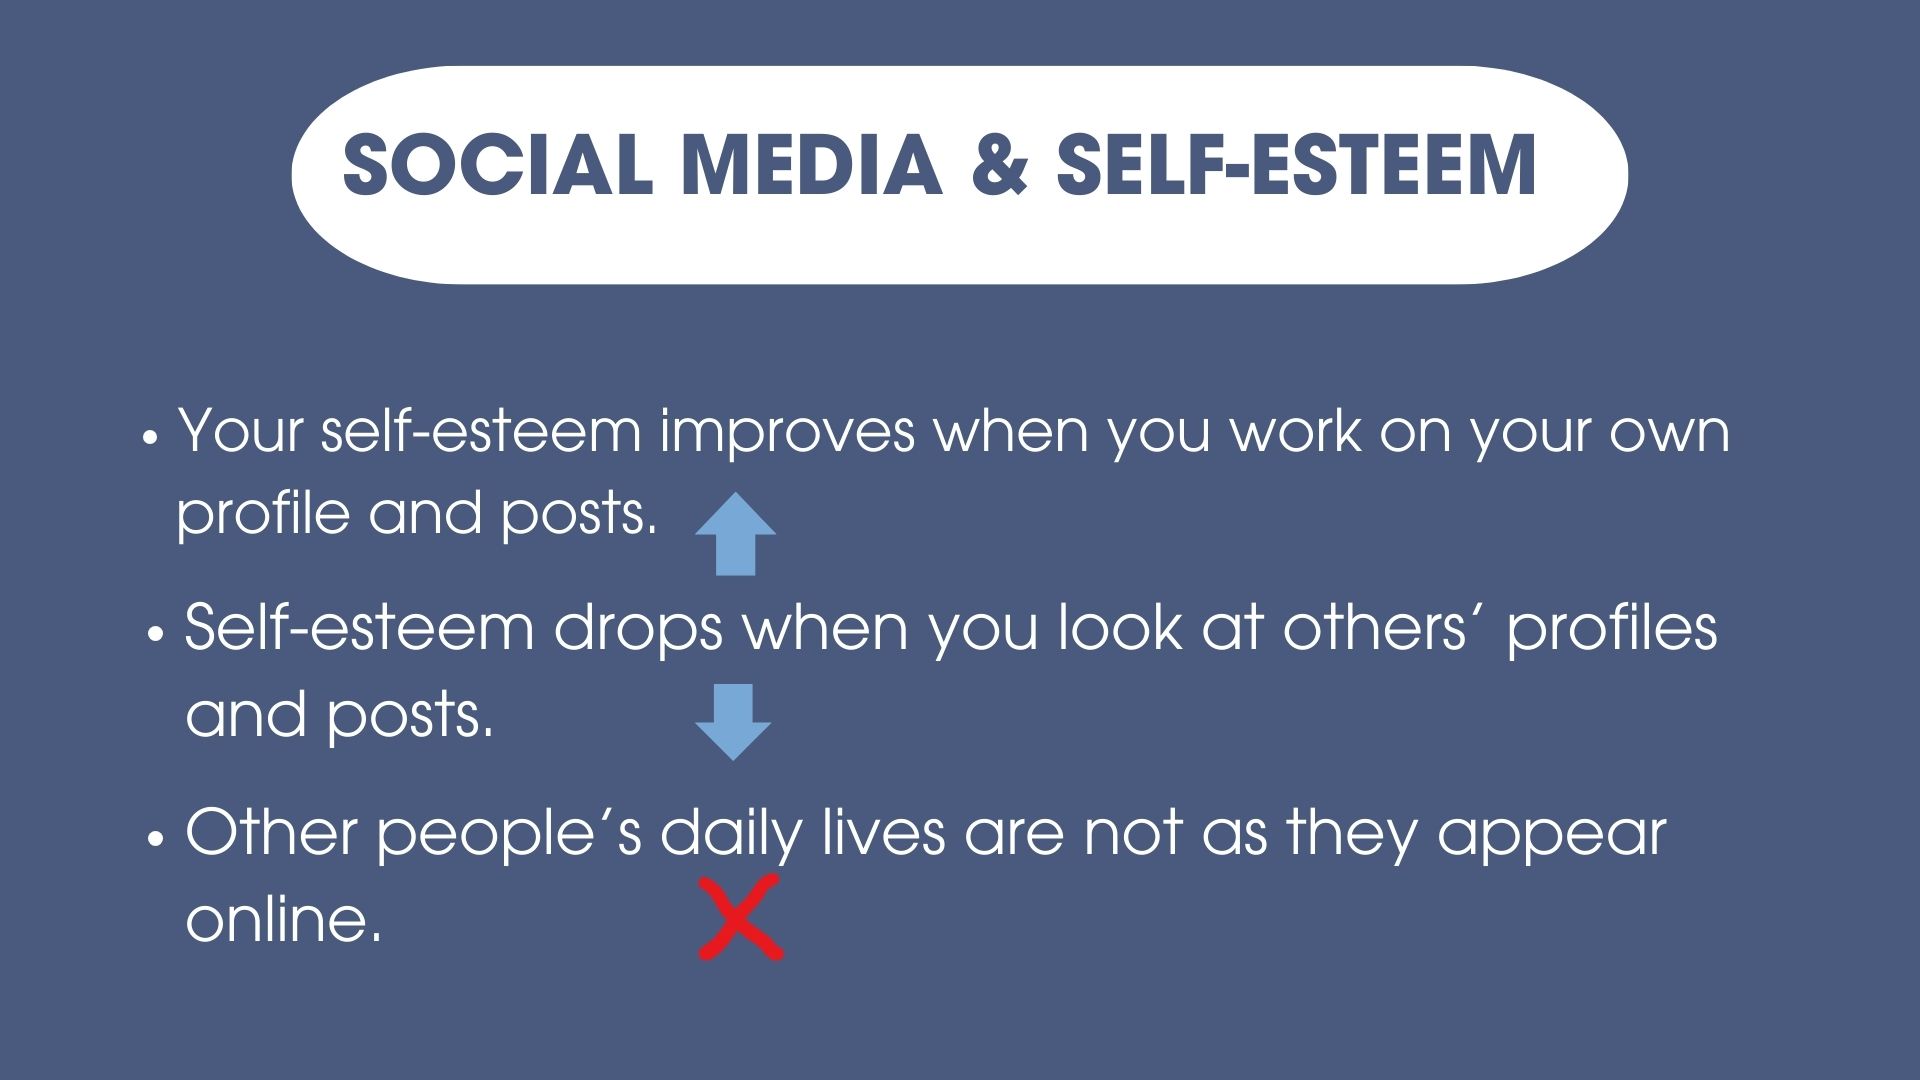 SOCIAL MEDIA & SELF-ESTEEM
• Your self-esteem improves when you work on your own
profile and posts.
• Self-esteem drops when you look at others’ profiles
and posts.
• Other people’s daily lives are not as they appear
online.